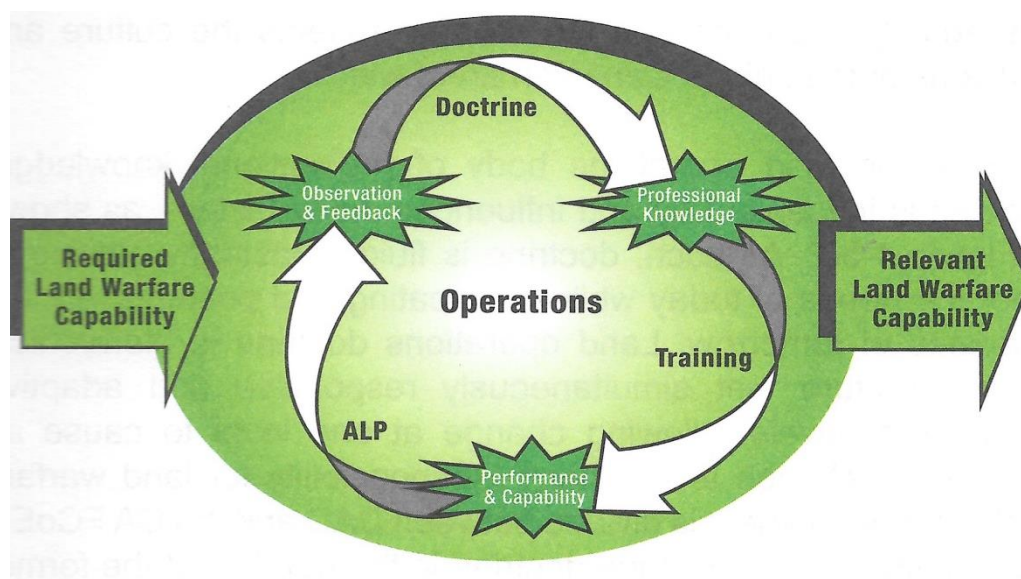 Doctrine
Observation
& Feedback
Professional
Knowledge
Required
Land Warfare
Capability
Operations
Relevant
Land Warfare
Capability
Training
ALP
Performance
& Capability